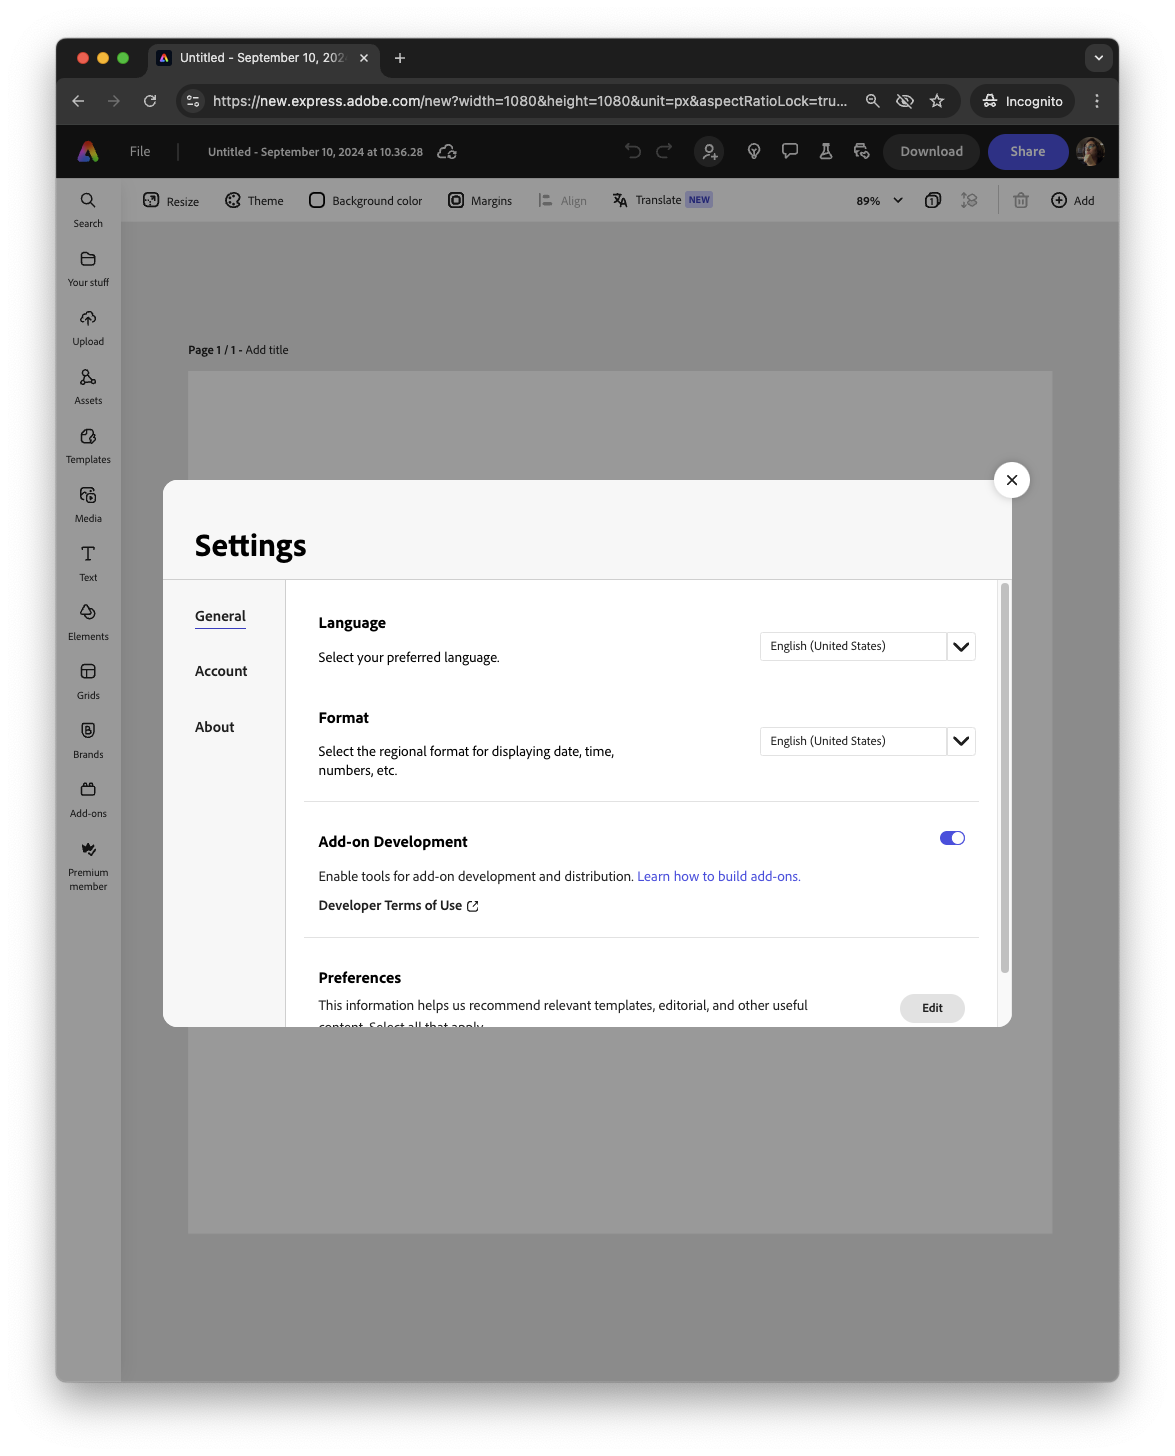 Untitled - September 10, 202
https://new.express.adobe.com/new?width=1080&height=1080&unit=px&aspectRatioLock=tru...
Incognito
File
Untitled - September 10, 2024 at 10.36.28
Download
Share
Resize
Theme
Background color
Margins
Align
Translate NEW
89%
1
Add
Search
Your stuff
Upload
Assets
Templates
Media
Text
Elements
Grids
Brands
Add-ons
Premium
member
Page 1 / 1 - Add title
Settings
General
Account
About
Language
Select your preferred language.
English (United States)
Format
Select the regional format for displaying date, time,
numbers, etc.
English (United States)
Add-on Development
Enable tools for add-on development and distribution. Learn how to build add-ons.
Developer Terms of Use
Preferences
This information helps us recommend relevant templates, editorial, and other useful
content. Select all that apply.
Edit